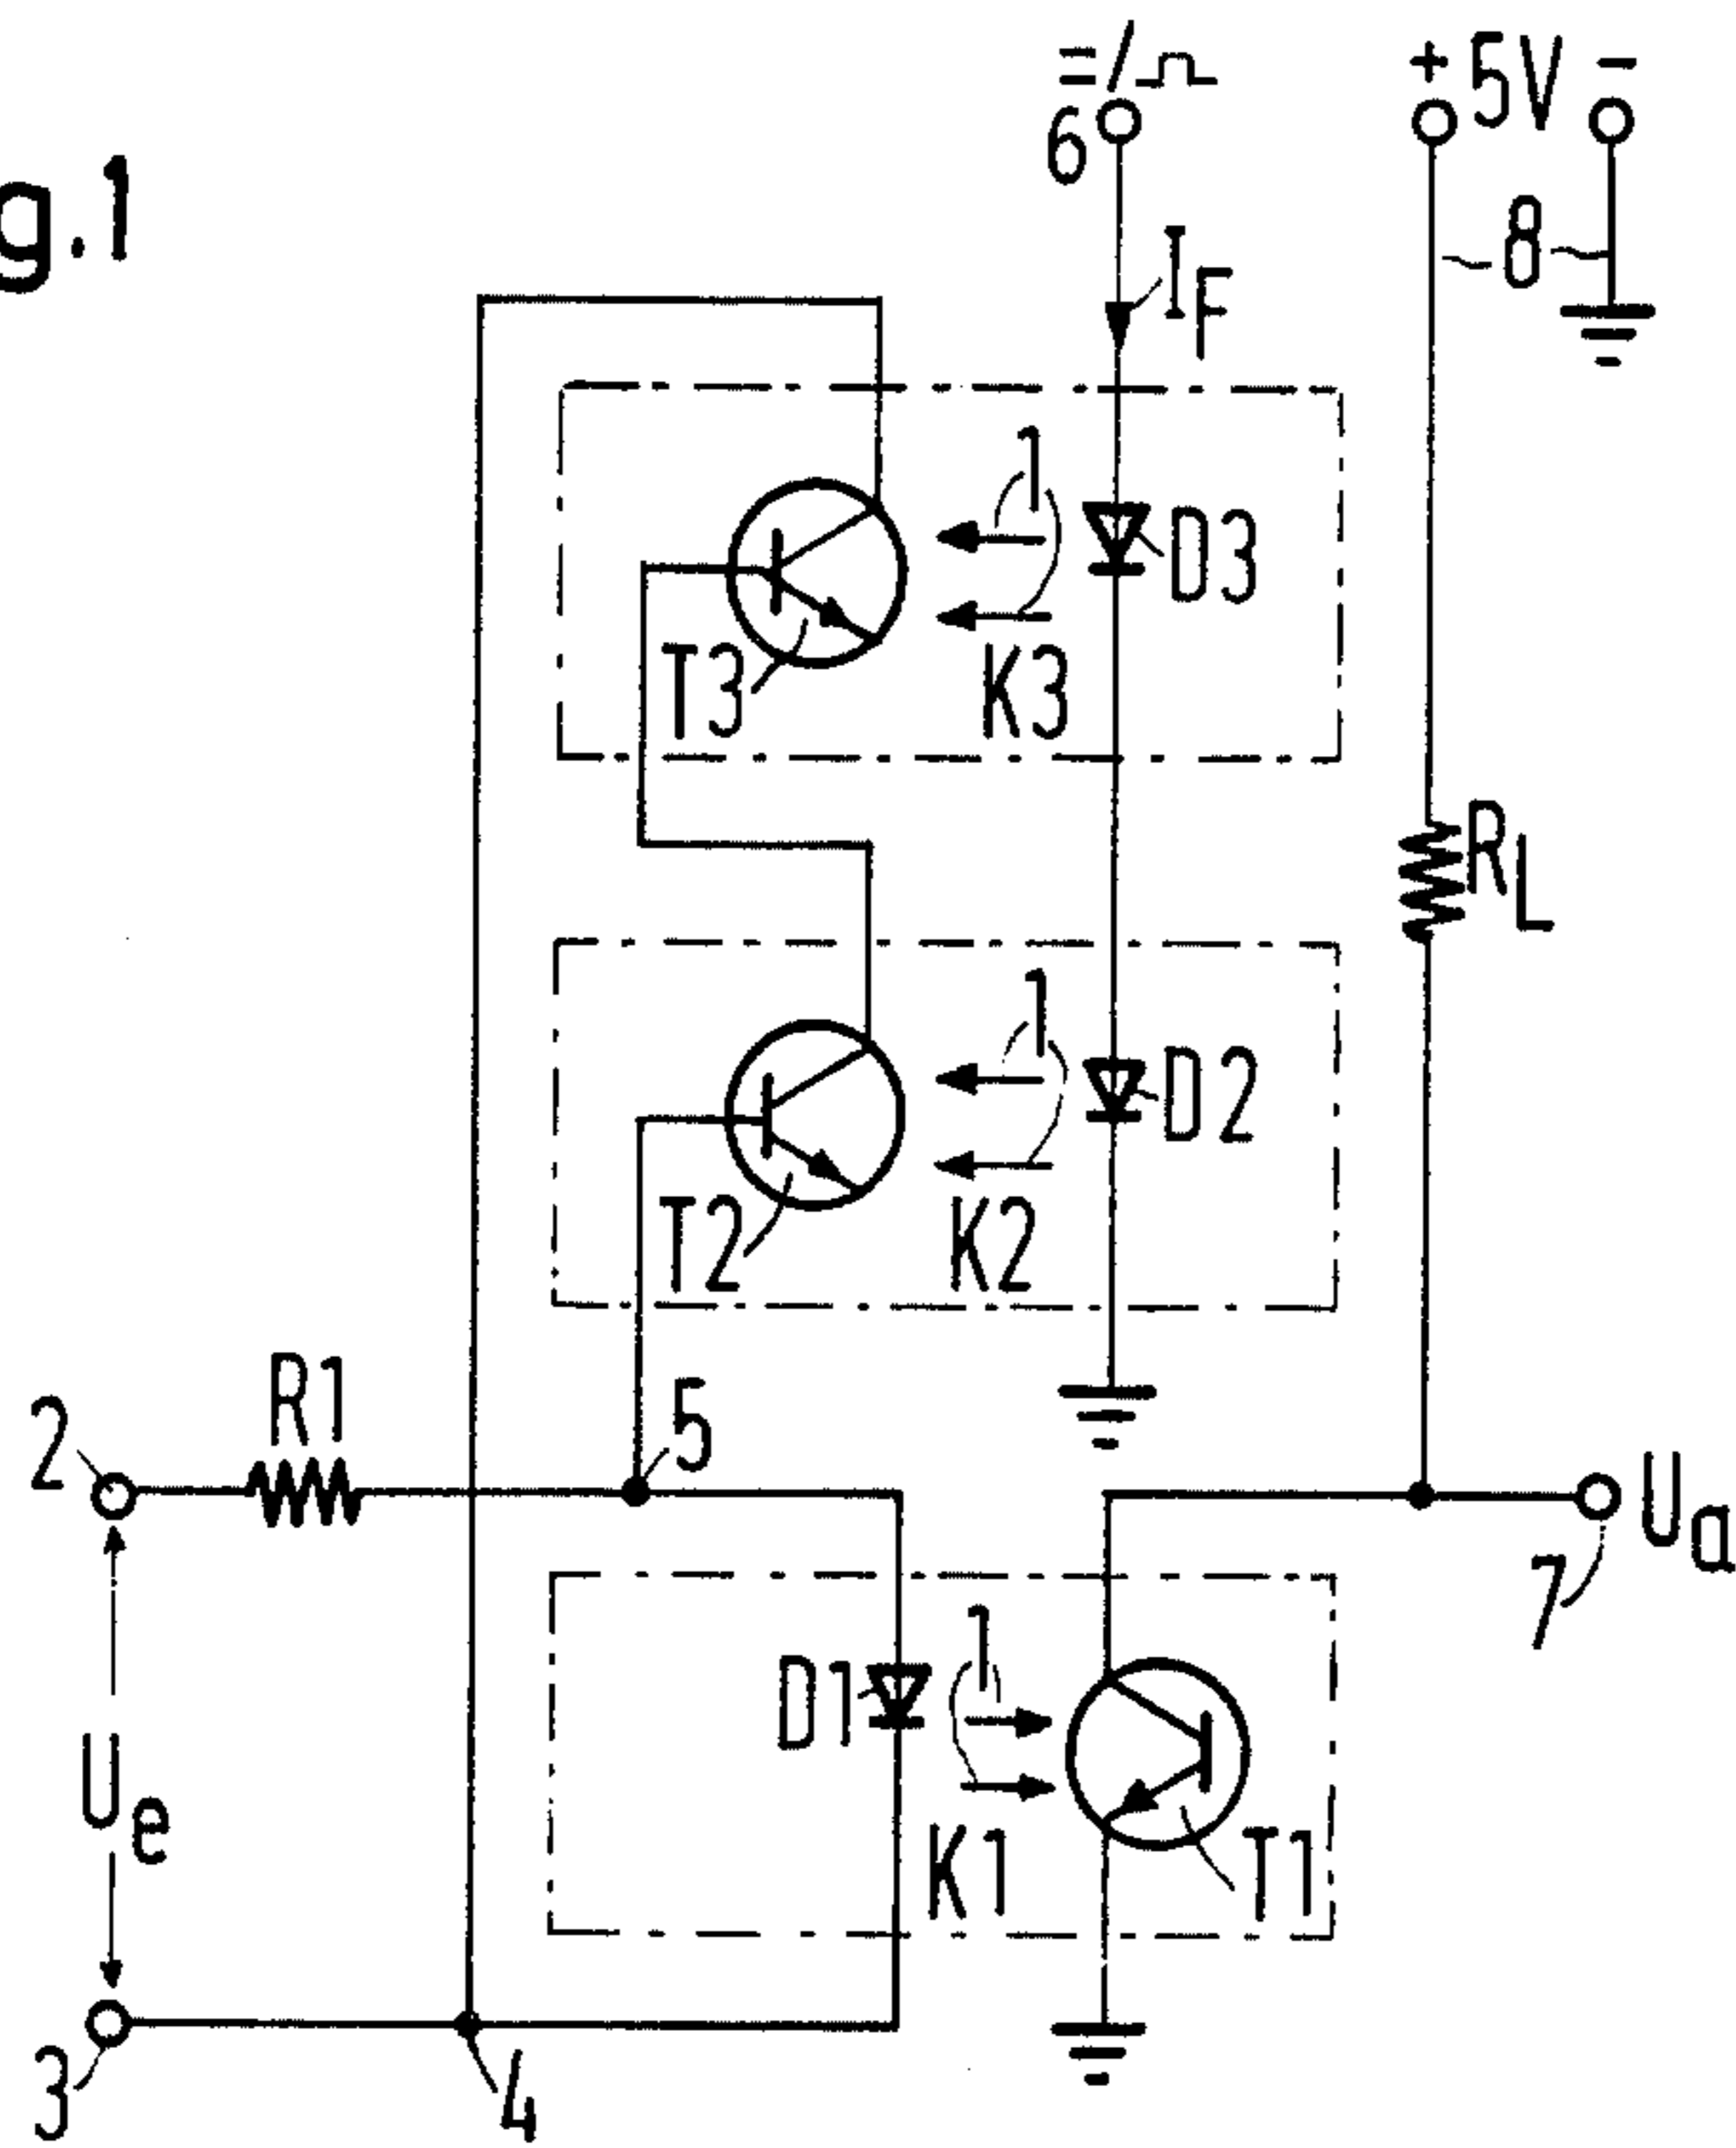 g.1
=/
6
+ 5V -
8
I_F
1
D3
T3
K3
R_L
1
D2
T2
K2
R1
2
5
U_a
7
1
D1
U_e
K1
T1
3
4